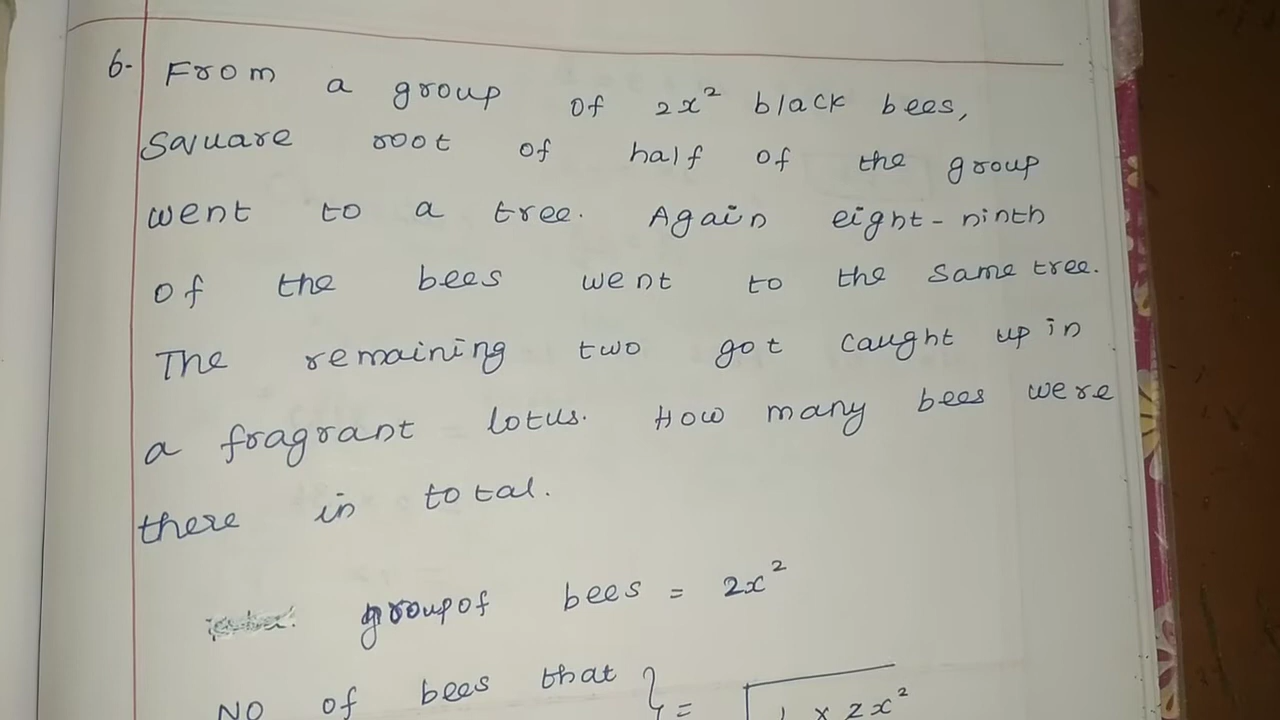 6. From a group of 2x² black bees,
Square root of half of the group
went to a tree. Again eight-ninth
of the bees went to the same tree.
The remaining two got caught up in
a fragrant lotus. How many bees were
there in total.
group of bees = 2x²
NO of bees that } = √ 1 x 2x²